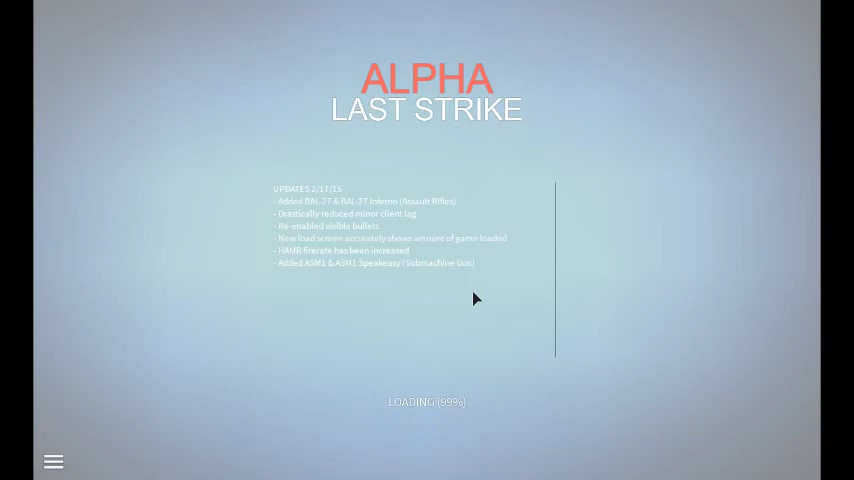 ALPHA
LAST STRIKE
UPDATES 2/17/15
- Added BAL-27 & BAL-27 Inferno (Assault Rifles)
- Drastically reduced minor client lag
- Re-enabled visible bullets
- New load screen accurately shows amount of game loaded
- HAMR firerate has been increased
- Added ASM1 & ASM1 Speakeasy (Submachine Gun)
LOADING (99%)